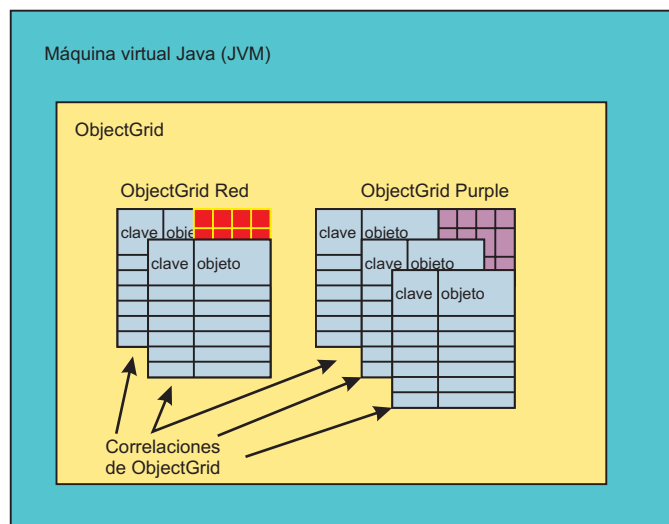 Máquina virtual Java (JVM)
ObjectGrid
ObjectGrid Red
ObjectGrid Purple
clave obje
clave objeto
clave objeto
clave objeto
clave objeto
Correlaciones
de ObjectGrid